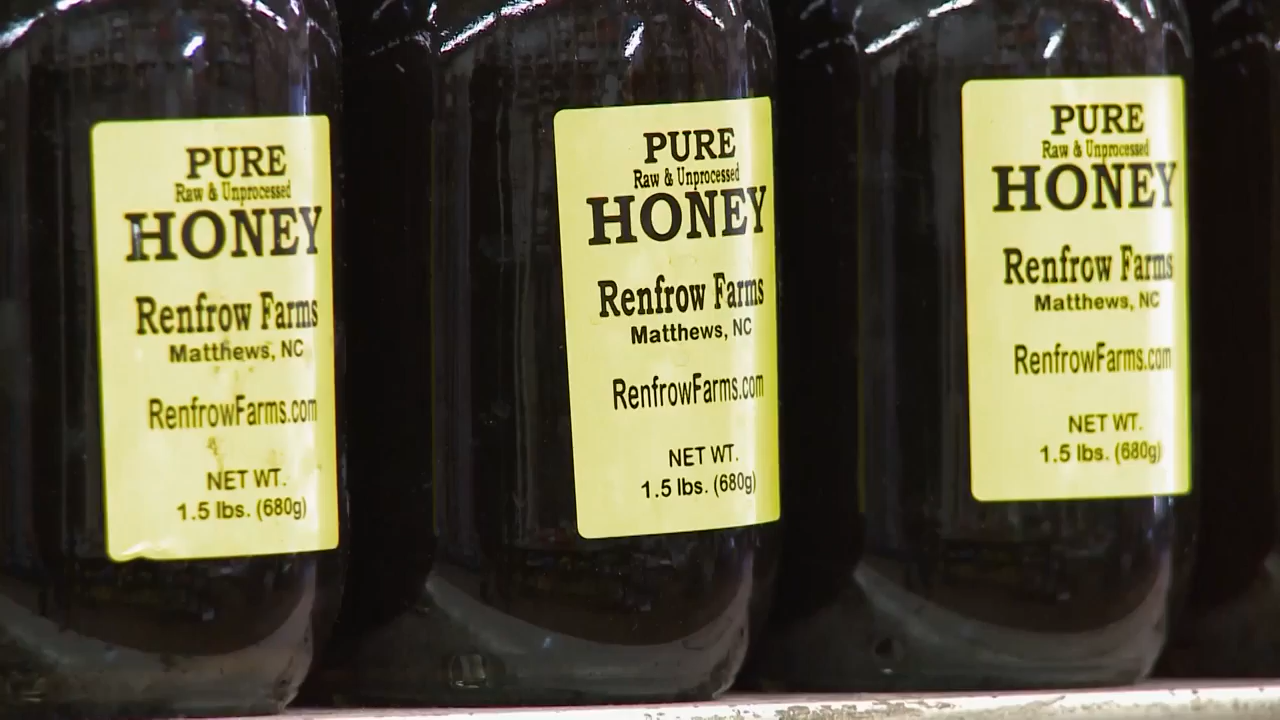 PURE
Raw & Unprocessed
HONEY
Renfrow Farms
Matthews, NC
RenfrowFarms.com
NET WT.
1.5 lbs. (680g)
PURE
Raw & Unprocessed
HONEY
Renfrow Farms
Matthews, NC
RenfrowFarms.com
NET WT.
1.5 lbs. (680g)
PURE
Raw & Unprocessed
HONEY
Renfrow Farms
Matthews, NC
RenfrowFarms.com
NET WT.
1.5 lbs. (680g)